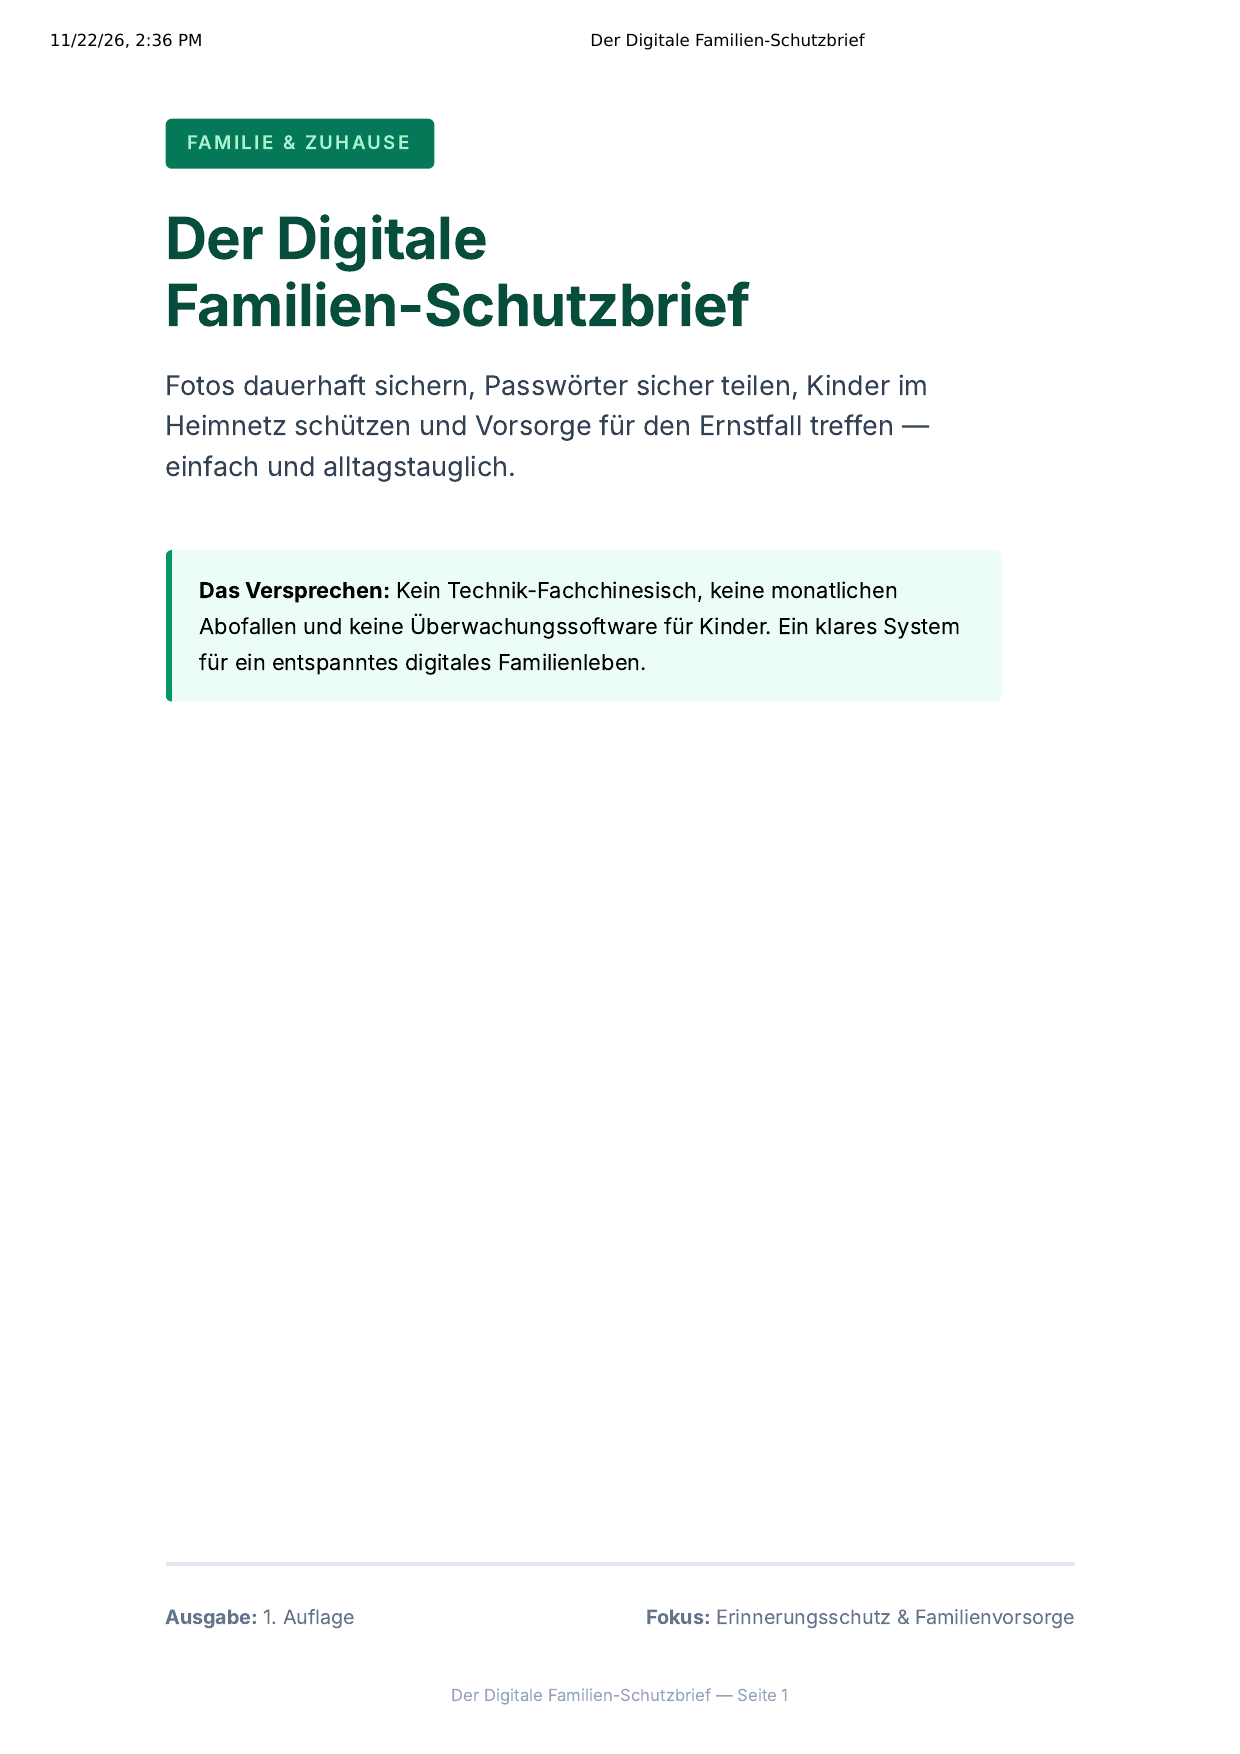 11/22/26, 2:36 PM
Der Digitale Familien-Schutzbrief
FAMILIE & ZUHAUSE
Der Digitale
Familien-Schutzbrief
Fotos dauerhaft sichern, Passwörter sicher teilen, Kinder im
Heimnetz schützen und Vorsorge für den Ernstfall treffen —
einfach und alltagstauglich.
Das Versprechen: Kein Technik-Fachchinesisch, keine monatlichen
Abofallen und keine Überwachungssoftware für Kinder. Ein klares System
für ein entspanntes digitales Familienleben.
Ausgabe: 1. Auflage
Fokus: Erinnerungsschutz & Familienvorsorge
Der Digitale Familien-Schutzbrief — Seite 1